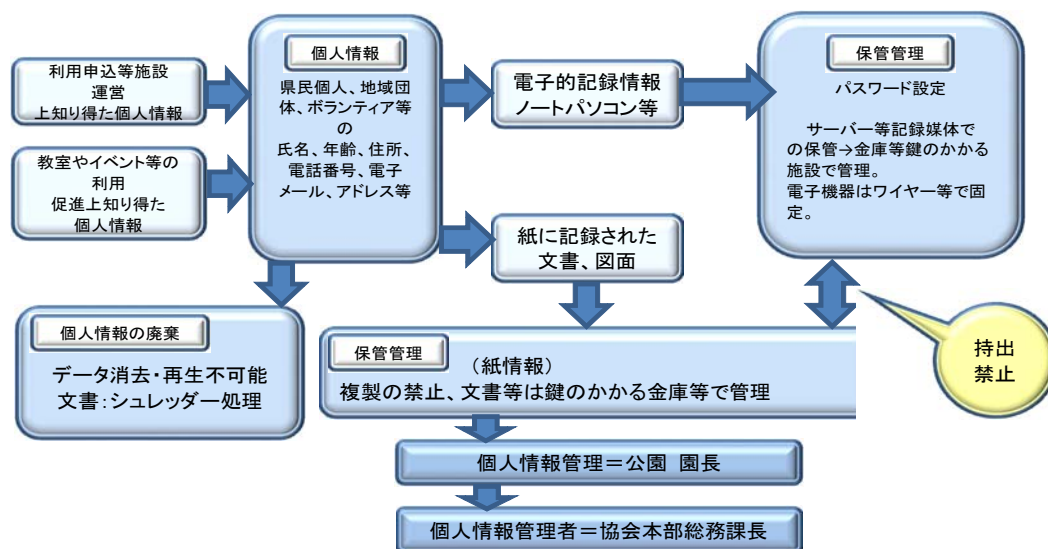 利用申込等施設
運営
上知り得た個人情報
教室やイベント等の
利用
促進上知り得た
個人情報
個人情報
県民個人、地域団
体、ボランティア等
の
氏名、年齢、住所、
電話番号、電子
メール、アドレス等
電子的記録情報
ノートパソコン等
保管管理
パスワード設定
サーバー等記録媒体で
の保管→金庫等鍵のかかる
施設で管理。
電子機器はワイヤー等で固
定。
紙に記録された
文書、図面
個人情報の廃棄
データ消去・再生不可能
文書：シュレッダー処理
保管管理
（紙情報）
複製の禁止、文書等は鍵のかかる金庫等で管理
持出
禁止
個人情報管理＝公園 園長
個人情報管理者＝協会本部総務課長